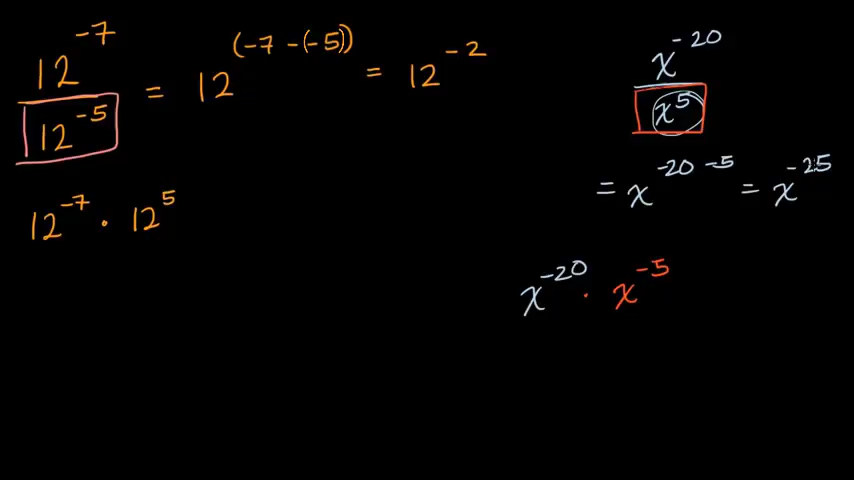 12^-7 / 12^-5 = 12^(-7 - (-5)) = 12^-2
12^-7 · 12^5
x^-20 / x^5
= x^-20 -5 = x^-25
x^-20 · x^-5